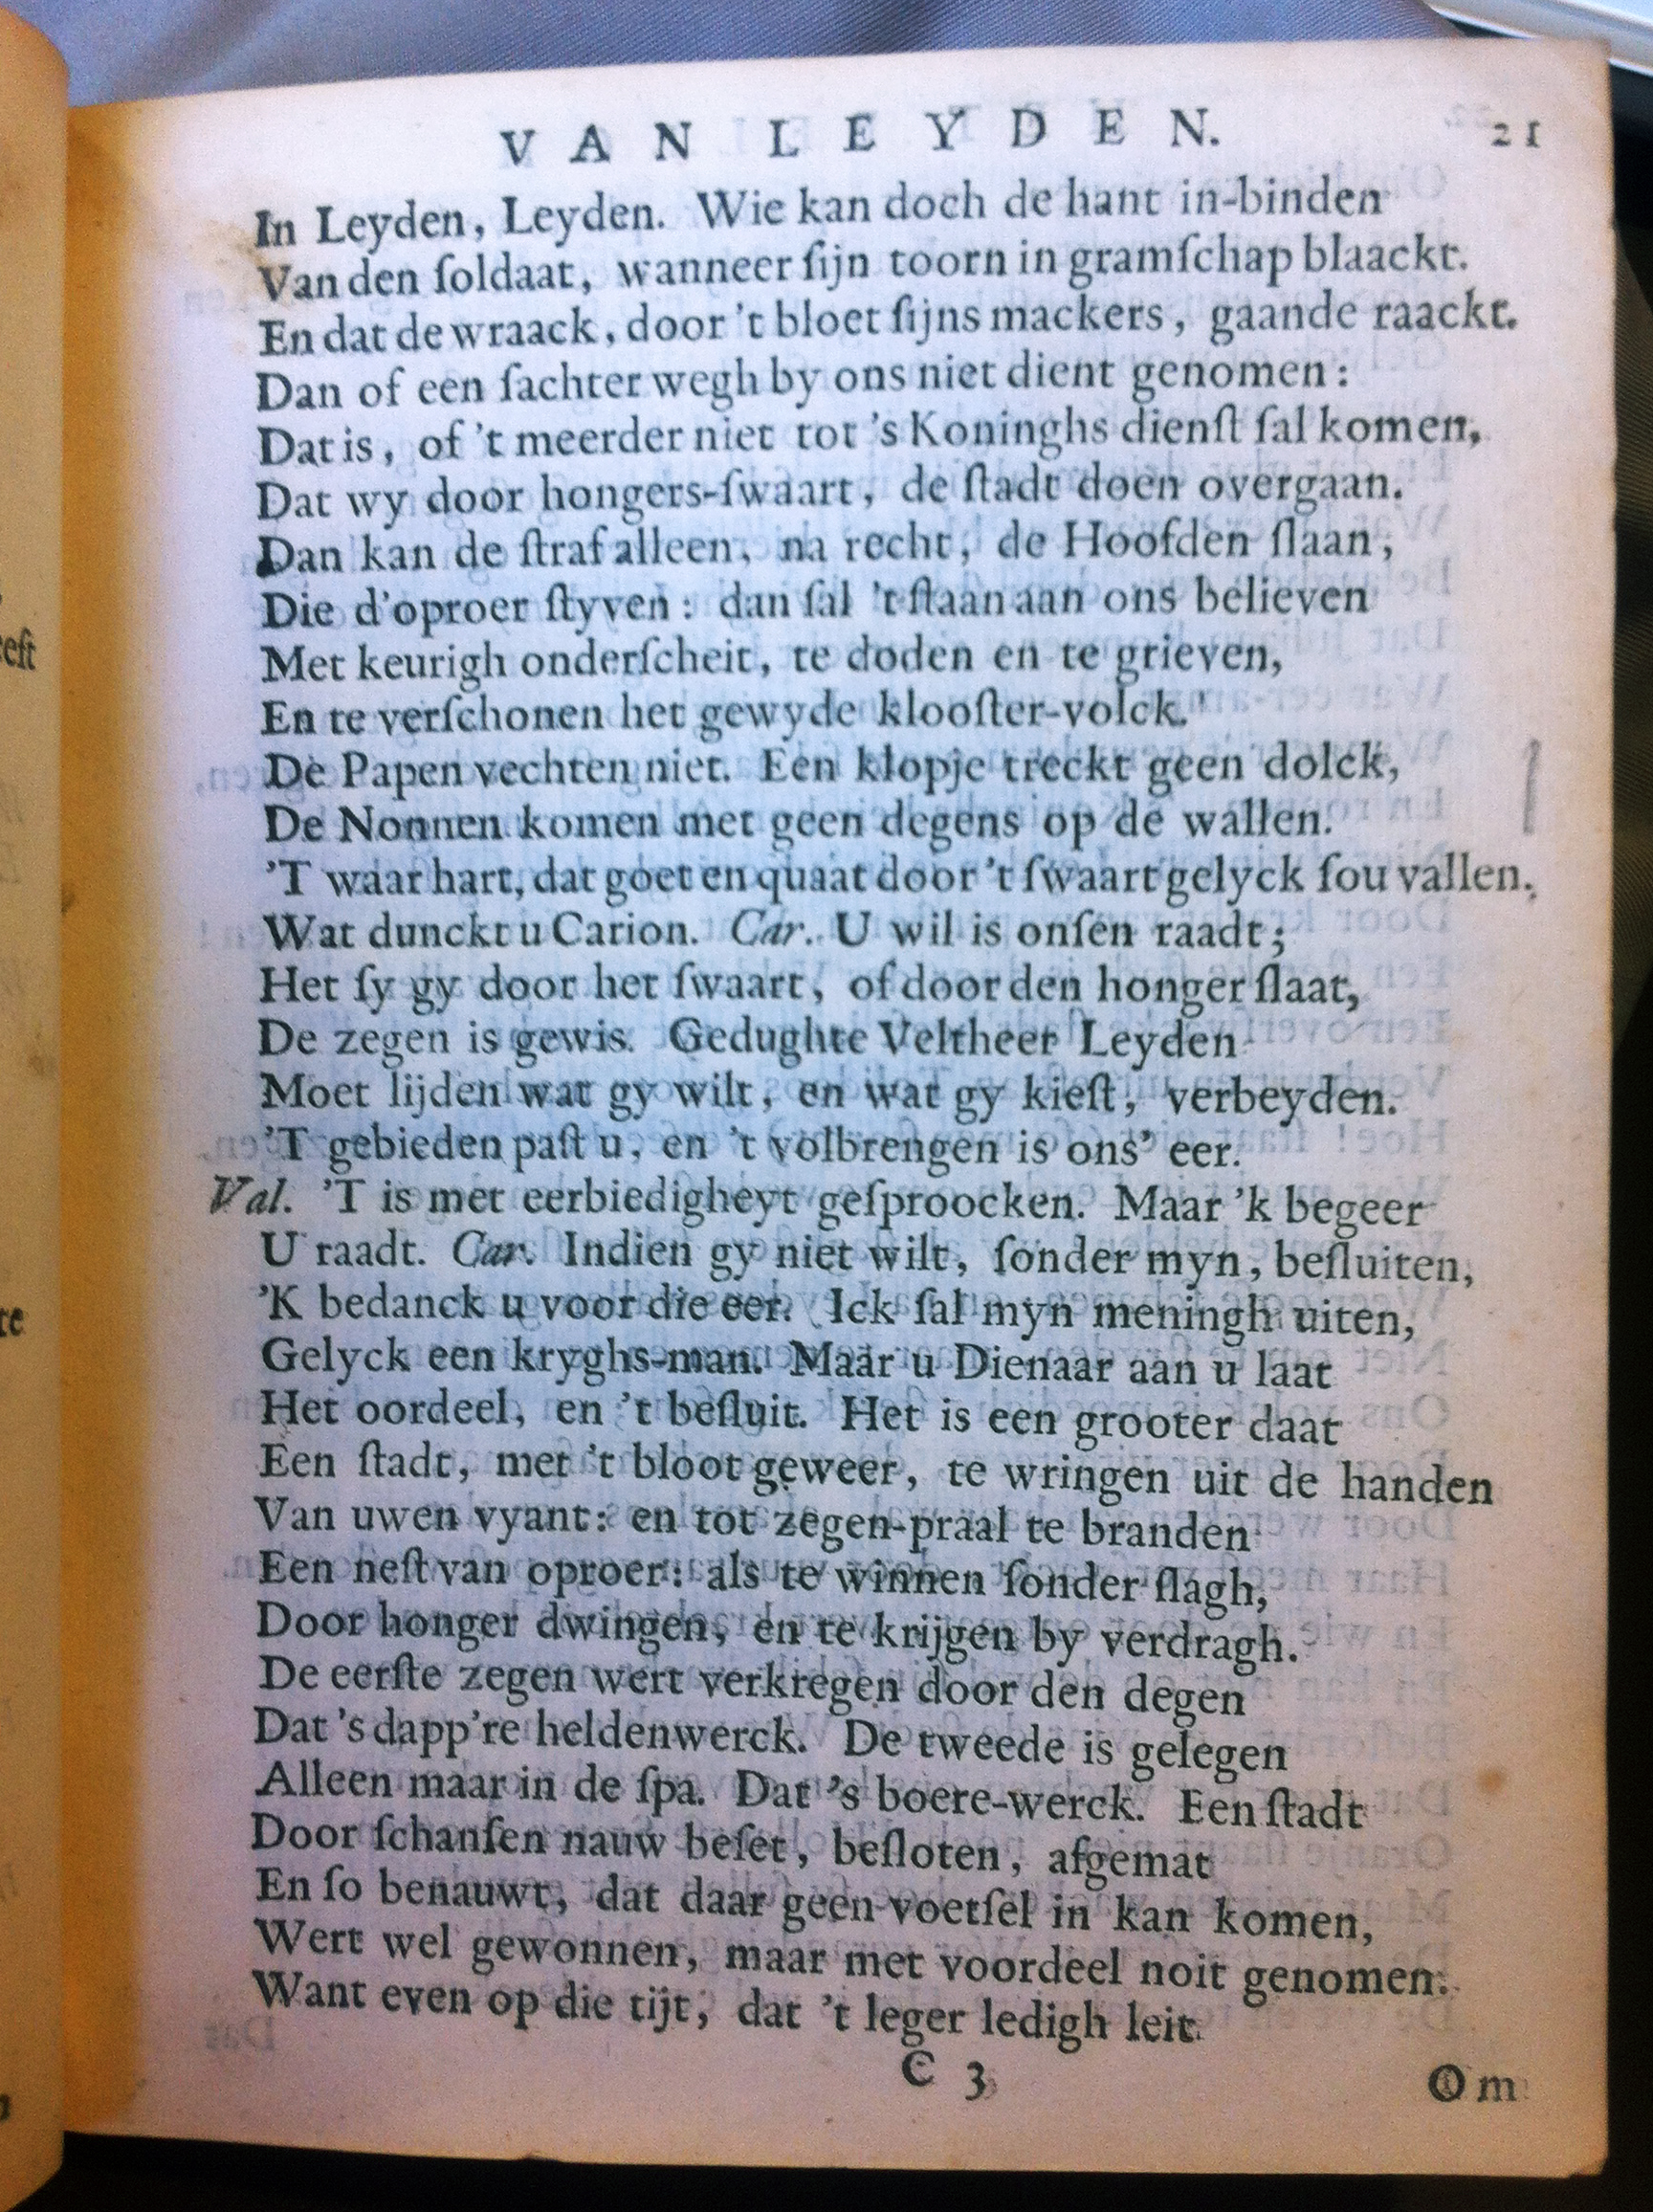 VAN LEYDEN. 21
In Leyden, Leyden. Wie kan doch de hant in-binden
Van den ſoldaat, wanneer ſijn toorn in gramſchap blaackt.
En dat de wraack, door 't bloet ſijns mackers, gaande raackt.
Dan of een ſachter wegh by ons niet dient genomen:
Dat is, of 't meerder niet tot 's Koninghs dienſt ſal komen,
Dat wy door hongers-ſwaart, de ſtadt doen overgaan.
Dan kan de ſtraf alleen, na recht, de Hoofden ſlaan,
Die d'oproer ſtyven: dan ſal 't ſtaan aan ons believen
Met keurigh onderſcheit, te doden en te grieven,
En te verſchonen het gewyde klooſter-volck.
De Papen vechten niet. Een klopje treckt geen dolck,
De Nonnen komen met geen degens op de wallen.
'T waar hart, dat goet en quaat door 't ſwaart gelyck ſou vallen.
Wat dunckt u Carion. Car. U wil is onſen raadt;
Het ſy gy door het ſwaart, of door den honger ſlaat,
De zegen is gewis. Gedughte Veltheer Leyden
Moet lijden wat gy wilt, en wat gy kieſt, verbeyden.
'T gebieden paſt u, en 't volbrengen is ons' eer.
Val. 'T is met eerbiedigheyt geſproocken. Maar 'k begeer
U raadt. Car. Indien gy niet wilt, ſonder myn, beſluiten,
'K bedanck u voor die eer. Ick ſal myn meningh uiten,
Gelyck een kryghs-man. Maar u Dienaar aan u laat
Het oordeel, en 't beſluit. Het is een grooter daat
Een ſtadt, met 't bloot geweer, te wringen uit de handen
Van uwen vyant: en tot zegen-praal te branden
Een neſt van oproer: als te winnen ſonder ſlagh,
Door honger dwingen, en te krijgen by verdragh.
De eerſte zegen wert verkregen door den degen
Dat 's dapp're heldenwerck. De tweede is gelegen
Alleen maar in de ſpa. Dat 's boere-werck. Een ſtadt
Door ſchanſen nauw beſet, beſloten, afgemat
En ſo benauwt, dat daar geen voetſel in kan komen,
Wert wel gewonnen, maar met voordeel noit genomen.
Want even op die tijt, dat 't leger ledigh leit.
C 3 Om